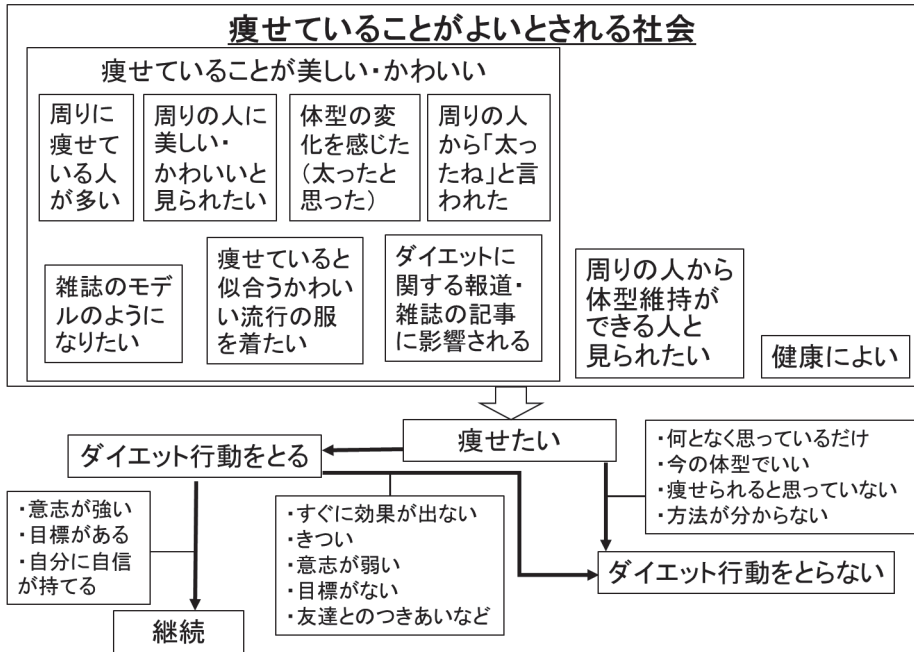 痩せていることがよいとされる社会
痩せていることが美しい・かわいい
周りに
痩せて
いる人
が多い
周りの人に
美しい・
かわいいと
見られたい
体型の変
化を感じた
(太ったと
思った)
周りの人
から「太っ
たね」と言
われた
雑誌のモ
デルのように
なりたい
痩せていると
似合うかわい
い流行の服
を着たい
ダイエットに
関する報道・
雑誌の記事
に影響される
周りの人から
体型維持が
できる人と
見られたい
健康によい
痩せたい
ダイエット行動をとる
・何となく思っているだけ
・今の体型でいい
・痩せられると思っていない
・方法が分からない
・意志が強い
・目標がある
・自分に自信
が持てる
・すぐに効果が出ない
・きつい
・意志が弱い
・目標がない
・友達とのつきあいなど
ダイエット行動をとらない
継続